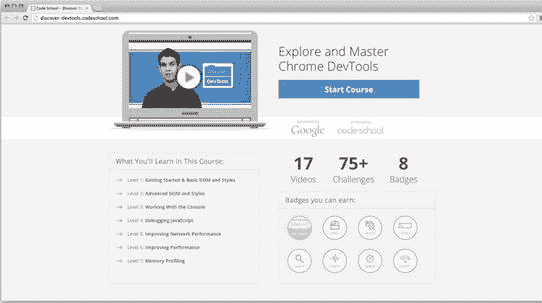 Code School - Discover De
discover-devtools.codeschool.com
Discover
DevTools
Explore and Master
Chrome DevTools
Start Course
sponsored by
Google
produced by
code school
What You'll Learn in This Course:
Level 1: Getting Started & Basic DOM and Styles
Level 2: Advanced DOM and Styles
Level 3: Working With the Console
Level 4: Debugging JavaScript
Level 5: Improving Network Performance
Level 6: Improving Performance
Level 7: Memory Profiling
17
Videos
75+
Challenges
8
Badges
Badges you can earn: